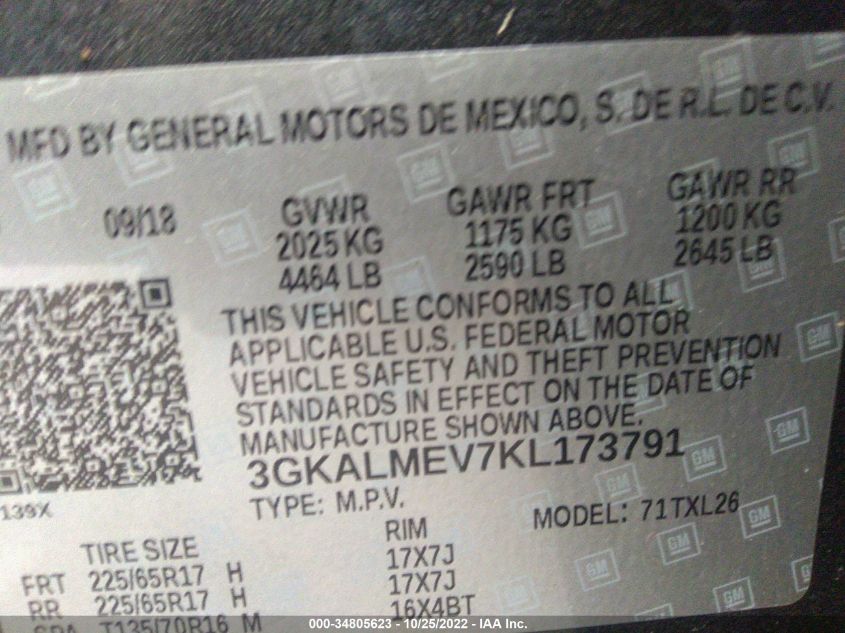 MFD BY GENERAL MOTORS DE MEXICO, S. DE R.L. DE C.V.
09/18 GVWR GAWR FRT GAWR RR
2025 KG 1175 KG 1200 KG
4464 LB 2590 LB 2645 LB
THIS VEHICLE CONFORMS TO ALL
APPLICABLE U.S. FEDERAL MOTOR
VEHICLE SAFETY AND THEFT PREVENTION
STANDARDS IN EFFECT ON THE DATE OF
MANUFACTURE SHOWN ABOVE.
3GKALMEV7KL173791
139X
TYPE: M.P.V. MODEL: 71TXL26
TIRE SIZE RIM
FRT 225/65R17 H 17X7J
RR 225/65R17 H 17X7J
SPA T135/70R16 M 16X4BT
GM
000-34805623 - 10/25/2022 - IAA Inc.